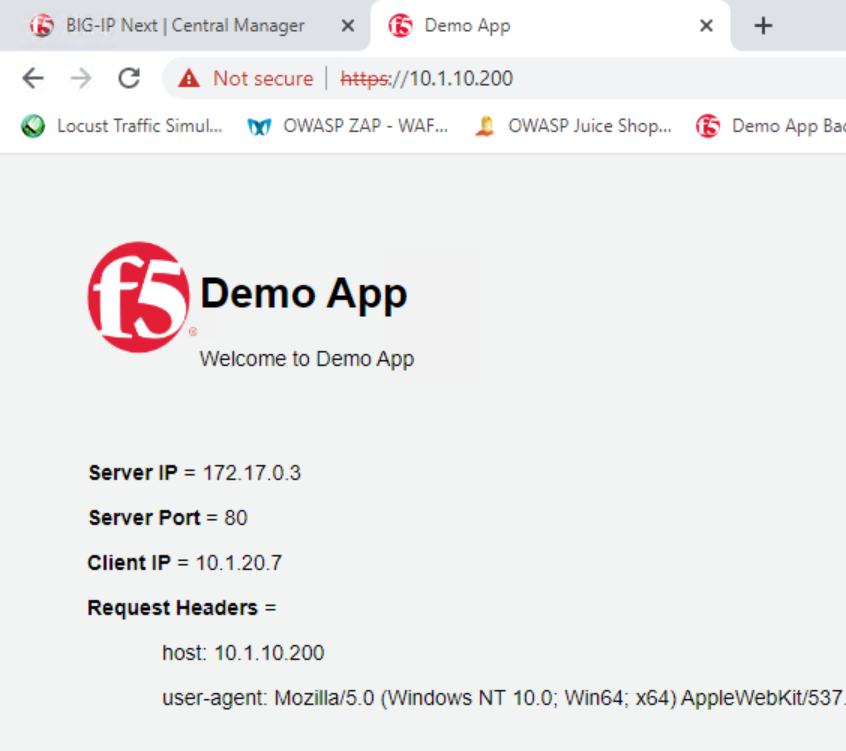 BIG-IP Next | Central Manager
Demo App
Not secure https://10.1.10.200
Locust Traffic Simul... OWASP ZAP - WAF... OWASP Juice Shop... Demo App Bac
f5 Demo App
Welcome to Demo App
Server IP = 172.17.0.3
Server Port = 80
Client IP = 10.1.20.7
Request Headers =
host: 10.1.10.200
user-agent: Mozilla/5.0 (Windows NT 10.0; Win64; x64) AppleWebKit/537.